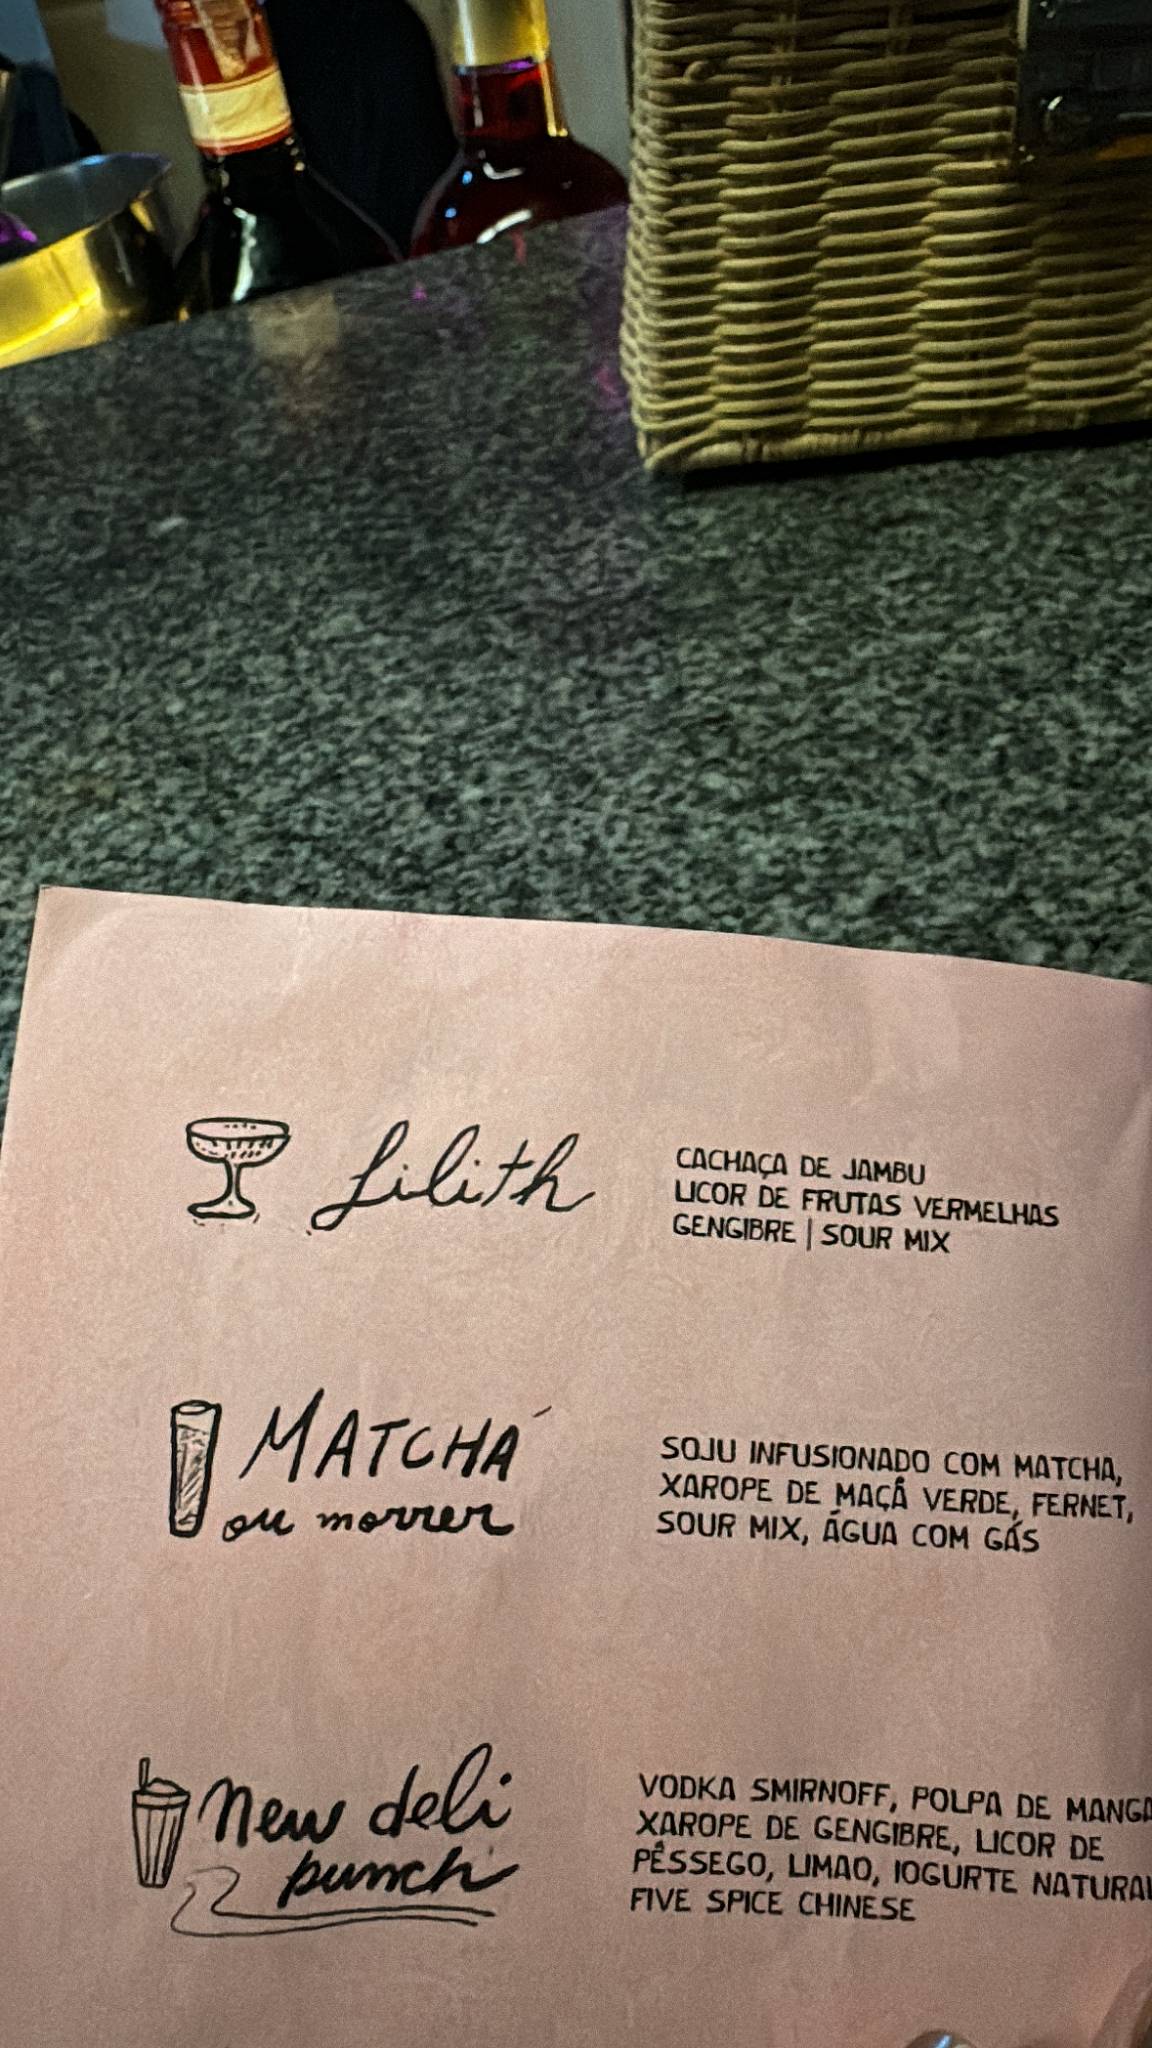 Lilith
CACHAÇA DE JAMBU
LICOR DE FRUTAS VERMELHAS
GENGIBRE | SOUR MIX
MATCHÁ
ou morrer
SOJU INFUSIONADO COM MATCHA,
XAROPE DE MAÇÃ VERDE, FERNET,
SOUR MIX, ÁGUA COM GÁS
New deli
punch
VODKA SMIRNOFF, POLPA DE MANGA
XAROPE DE GENGIBRE, LICOR DE
PÊSSEGO, LIMAO, IOGURTE NATURAL
FIVE SPICE CHINESE